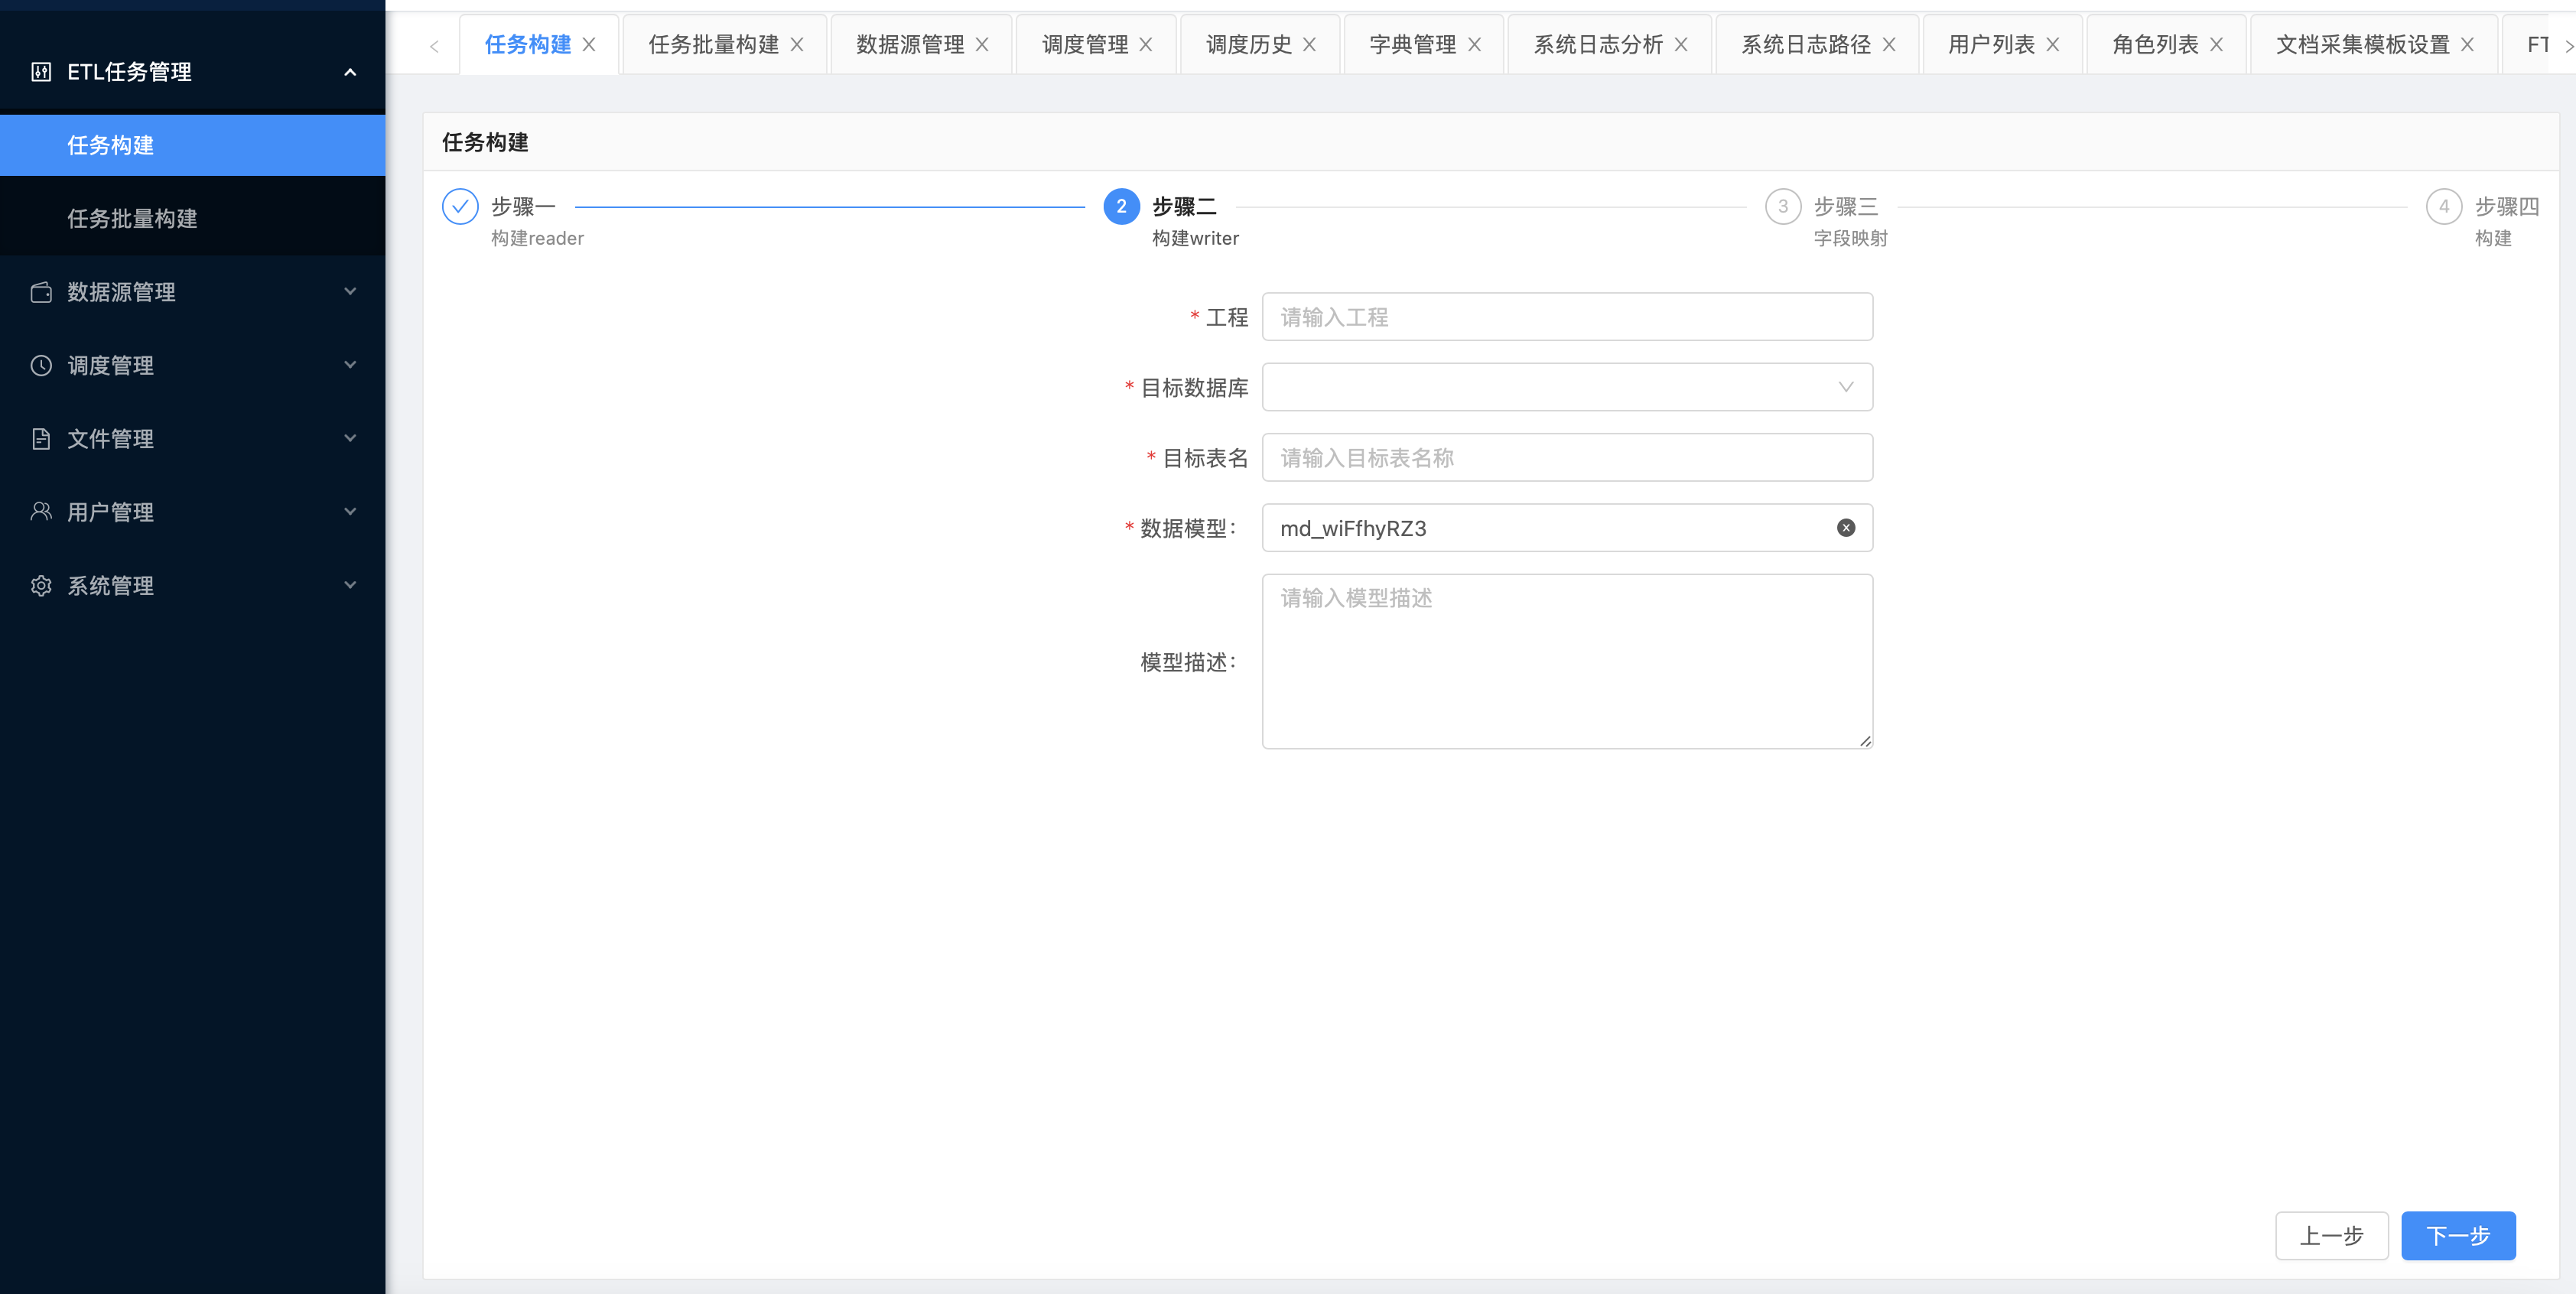 ETL任务管理
任务构建
任务批量构建
数据源管理
调度管理
文件管理
用户管理
系统管理
任务构建 任务批量构建 数据源管理 调度管理 调度历史 字典管理 系统日志分析 系统日志路径 用户列表 角色列表 文档采集模板设置 FT
任务构建
步骤一 2 步骤二 3 步骤三 4 步骤四
构建reader 构建writer 字段映射 构建
* 工程 请输入工程
* 目标数据库
* 目标表名 请输入目标表名称
* 数据模型: md_wiFfhyRZ3
模型描述: 请输入模型描述
上一步 下一步